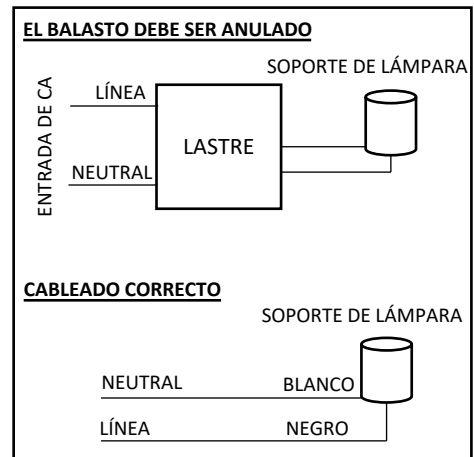 EL BALASTO DEBE SER ANULADO
SOPORTE DE LÁMPARA
LÍNEA
ENTRADA DE CA
LASTRE
NEUTRAL
CABLEADO CORRECTO
SOPORTE DE LÁMPARA
NEUTRAL BLANCO
LÍNEA NEGRO